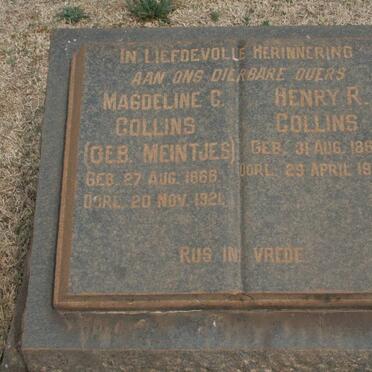 IN LIEFDEVOLLE HERINNERING
AAN ONS DIERBARE OUERS
MAGDELINE C.
COLLINS
(GEB. MEINTJES)
GEB. 27 AUG. 1868
OORL. 20 NOV. 1921
HENRY R.
COLLINS
GEB. 31 AUG.
OORL. 29 APRIL
RUS IN VREDE